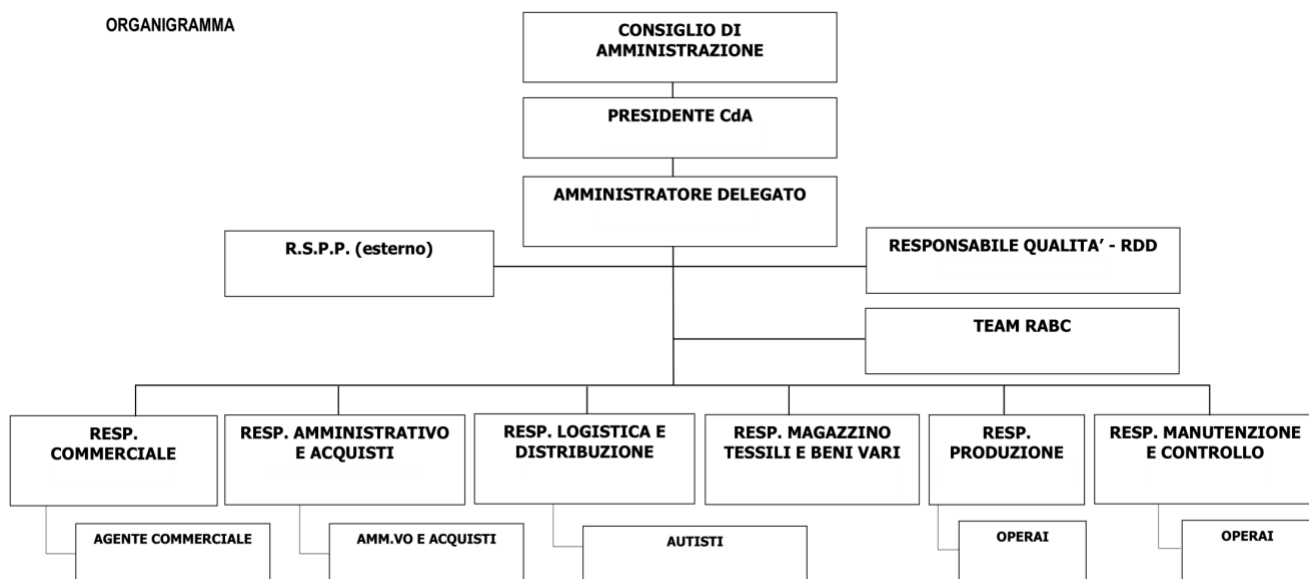 ORGANIGRAMMA
CONSIGLIO DI
AMMINISTRAZIONE
PRESIDENTE CdA
AMMINISTRATORE DELEGATO
R.S.P.P. (esterno)
RESPONSABILE QUALITA’ - RDD
TEAM RABC
RESP.
COMMERCIALE
RESP. AMMINISTRATIVO
E ACQUISTI
RESP. LOGISTICA E
DISTRIBUZIONE
RESP. MAGAZZINO
TESSILI E BENI VARI
RESP.
PRODUZIONE
RESP. MANUTENZIONE
E CONTROLLO
AGENTE COMMERCIALE
AMM.VO E ACQUISTI
AUTISTI
OPERAI
OPERAI